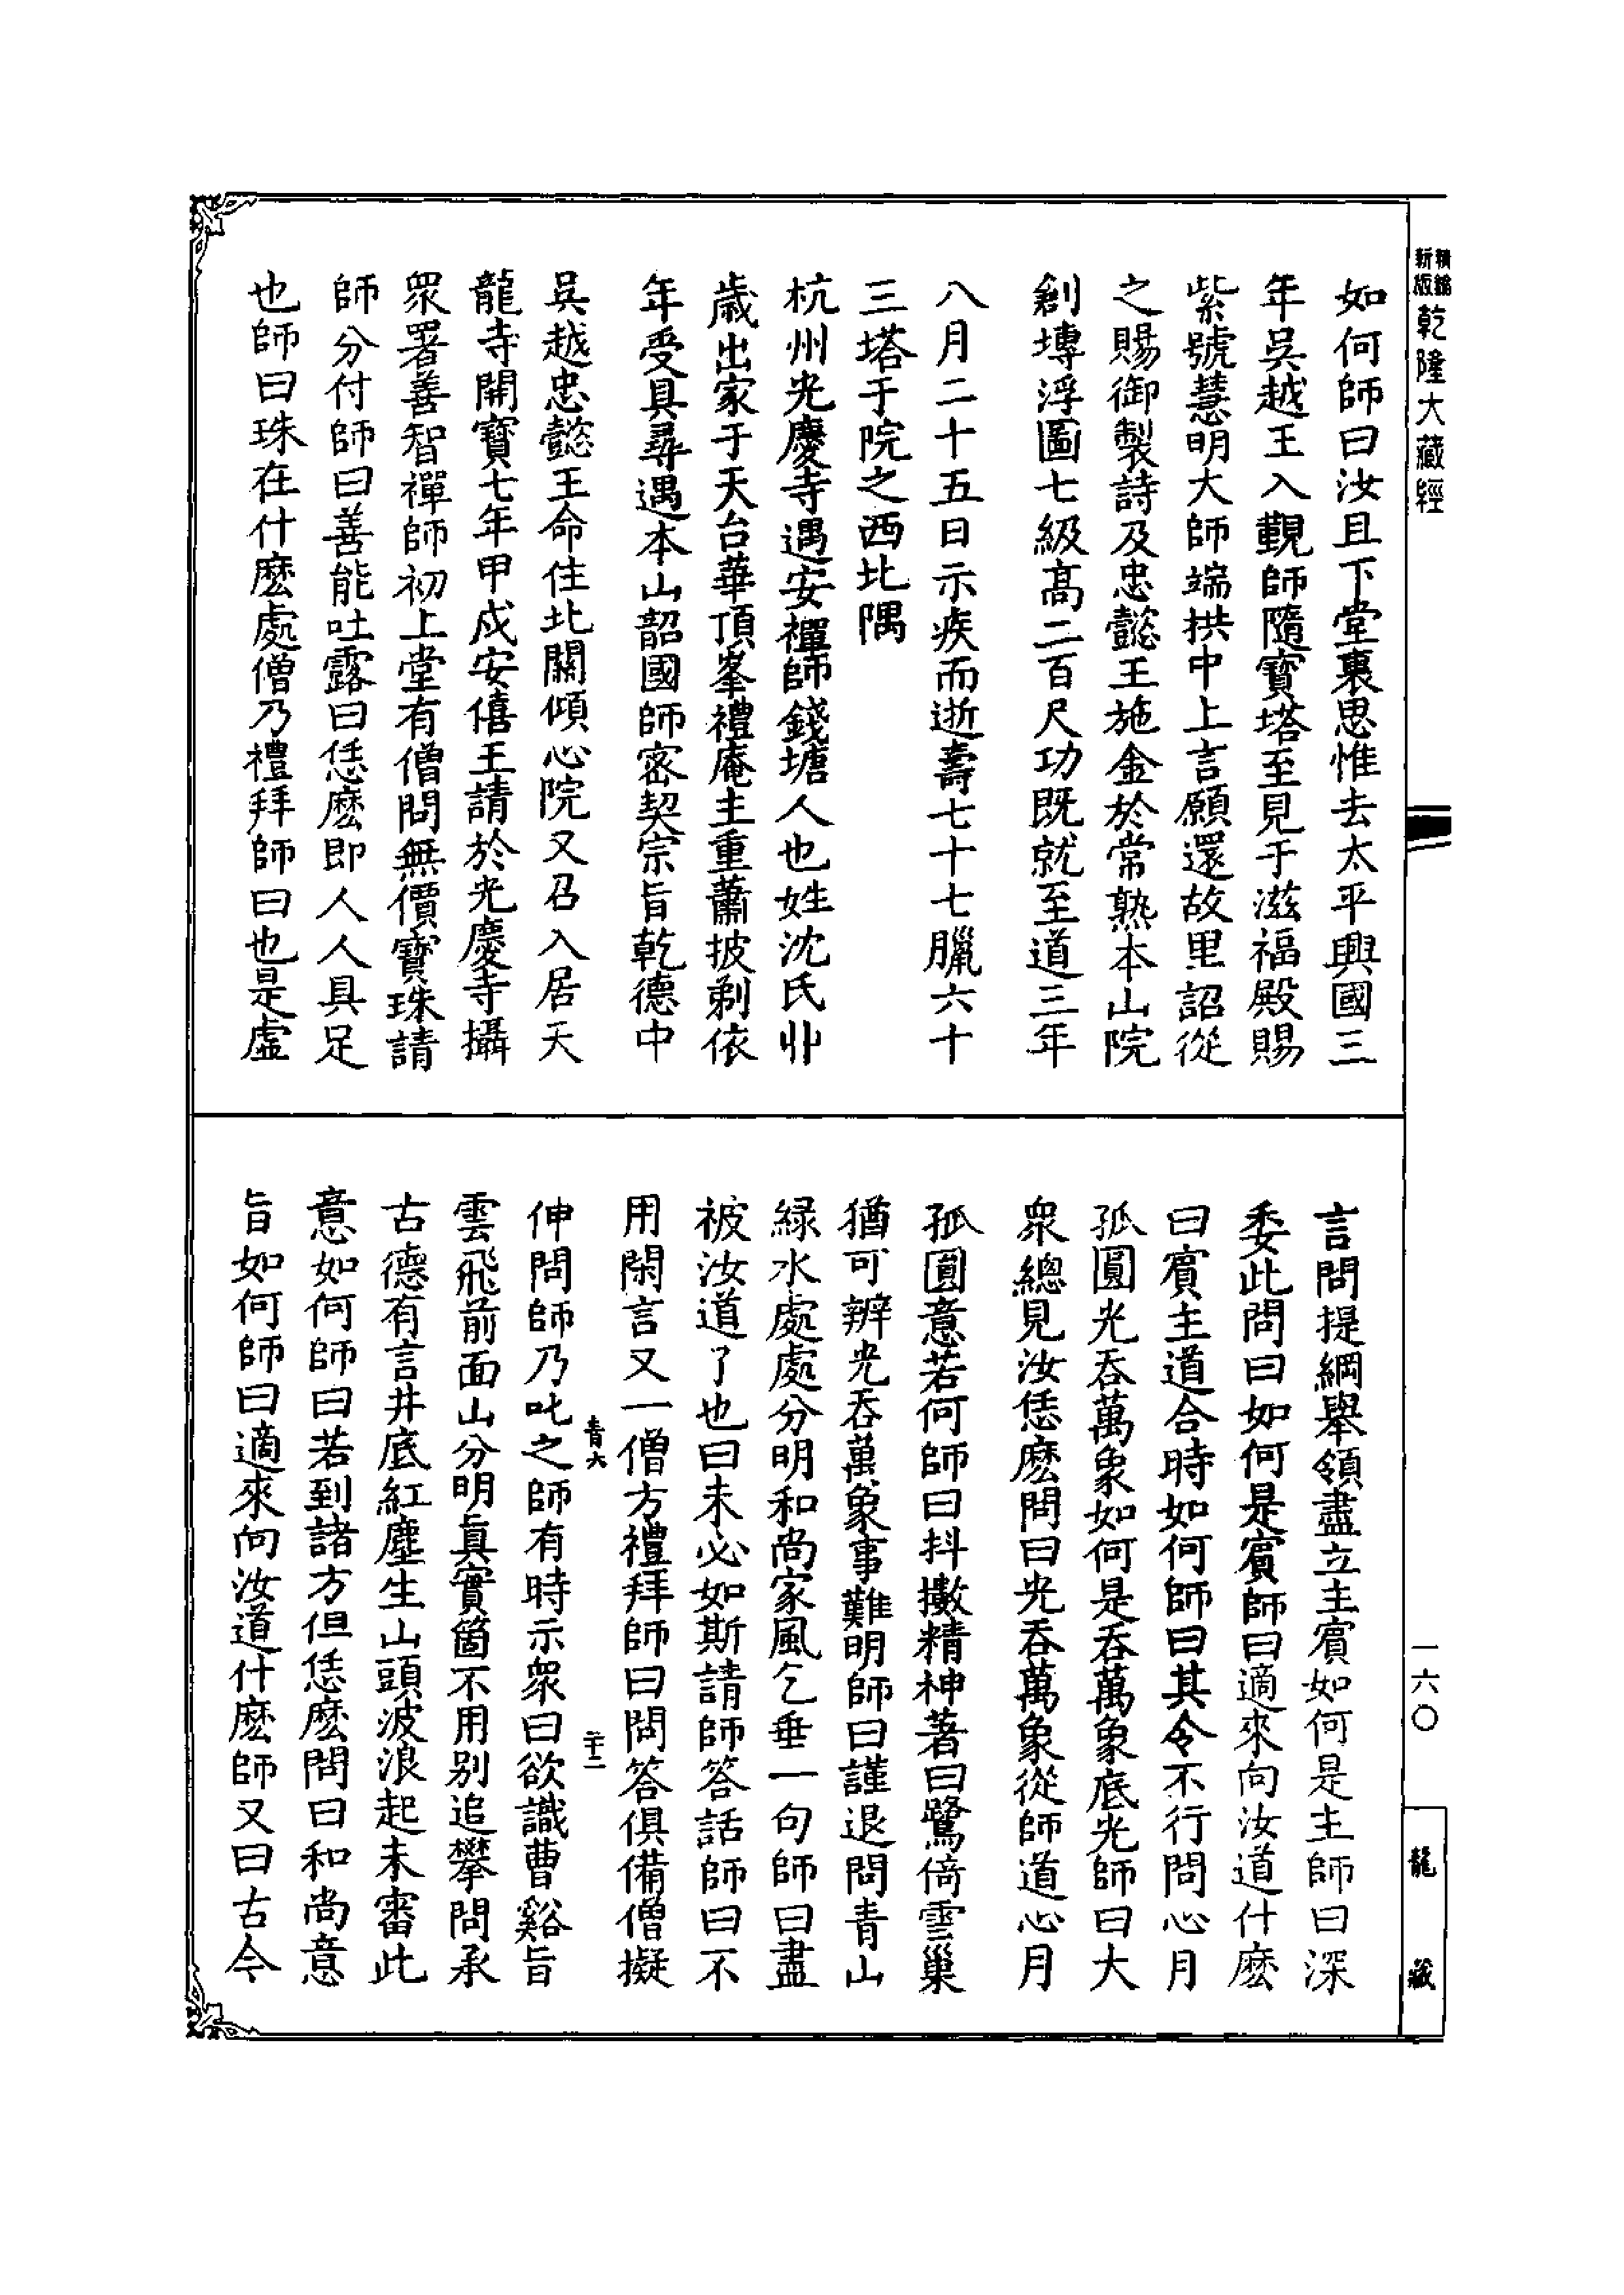 精編
新版
乾隆大藏經
如何師曰汝且下堂裏思惟去太平興國三
年吳越王入覲師隨寶塔至見于滋福殿賜
紫號慧明大師端拱中上言願還故里詔從
之賜御製詩及忠懿王施金於常熟本山院
創塼浮圖七級高二百尺功既就至道三年
八月二十五日示疾而逝壽七十七臘六十
三塔于院之西北隅
杭州光慶寺遇安禪師錢塘人也姓沈氏丱
歲出家于天台華頂峯禮庵主重蕭披剃依
年受具尋遇本山韶國師密契宗旨乾德中
吳越忠懿王命住北關傾心院又召入居天
龍寺開寶七年甲戌安僖王請於光慶寺攝
眾署善智禪師初上堂有僧問無價寶珠請
師分付師曰善能吐露曰恁麽即人人具足
也師曰珠在什麽處僧乃禮拜師曰也是虛
言問提綱舉領盡立主賓如何是主師曰深
委此問曰如何是賓師曰適來向汝道什麽
曰賓主道合時如何師曰其令不行問心月
孤圓光吞萬象如何是吞萬象底光師曰大
眾總見汝恁麽問曰光吞萬象從師道心月
孤圓意若何師曰抖擻精神著曰鷺倚雪巢
猶可辨光吞萬象事難明師曰謹退問青山
綠水處處分明和尚家風乞垂一句師曰盡
被汝道了也曰未必如斯請師答話師曰不
用閑言又一僧方禮拜師曰問答俱備僧擬
青六
二十二
伸問師乃叱之師有時示衆曰欲識曹谿旨
雲飛前面山分明眞實箇不用别追攀問承
古德有言井底紅塵生山頭波浪起未審此
意如何師曰若到諸方但恁麽問曰和尚意
旨如何師曰適來向汝道什麽師又曰古今
一六〇
龍藏